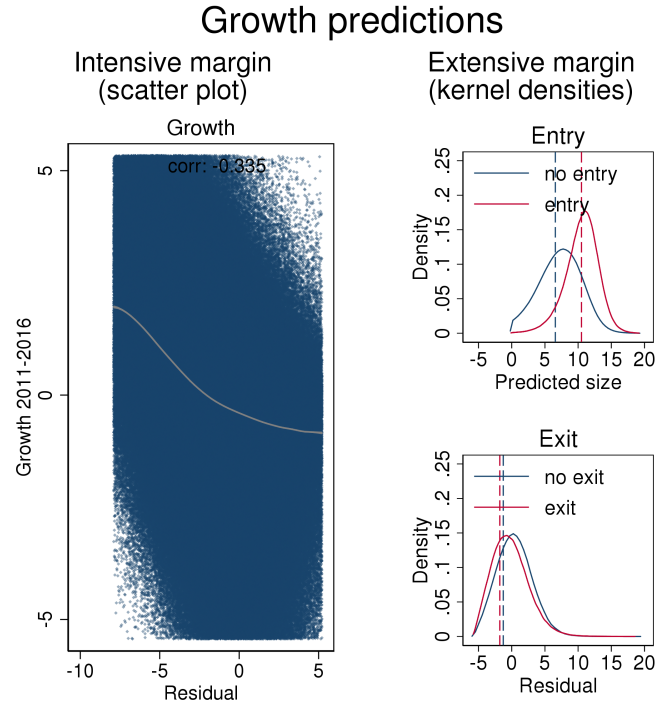 Growth predictions
Intensive margin
(scatter plot)
Growth
corr: -0.335
5
0
-5
Growth 2011-2016
-10 -5 0 5
Residual
Extensive margin
(kernel densities)
Entry
.25
.2
.15
.1
.05
0
Density
no entry
entry
-5 0 5 10 15 20
Predicted size
Exit
.25
.2
.15
.1
.05
0
Density
no exit
exit
-5 0 5 10 15 20
Residual